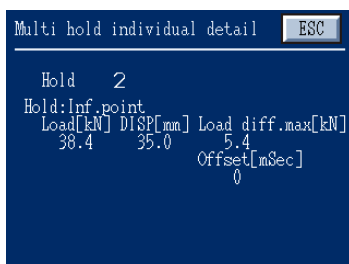 Multi hold individual detail ESC
Hold 2
Hold:Inf.point
Load[kN] DISP[mm] Load diff.max[kN]
38.4 35.0 5.4
Offset[mSec]
0